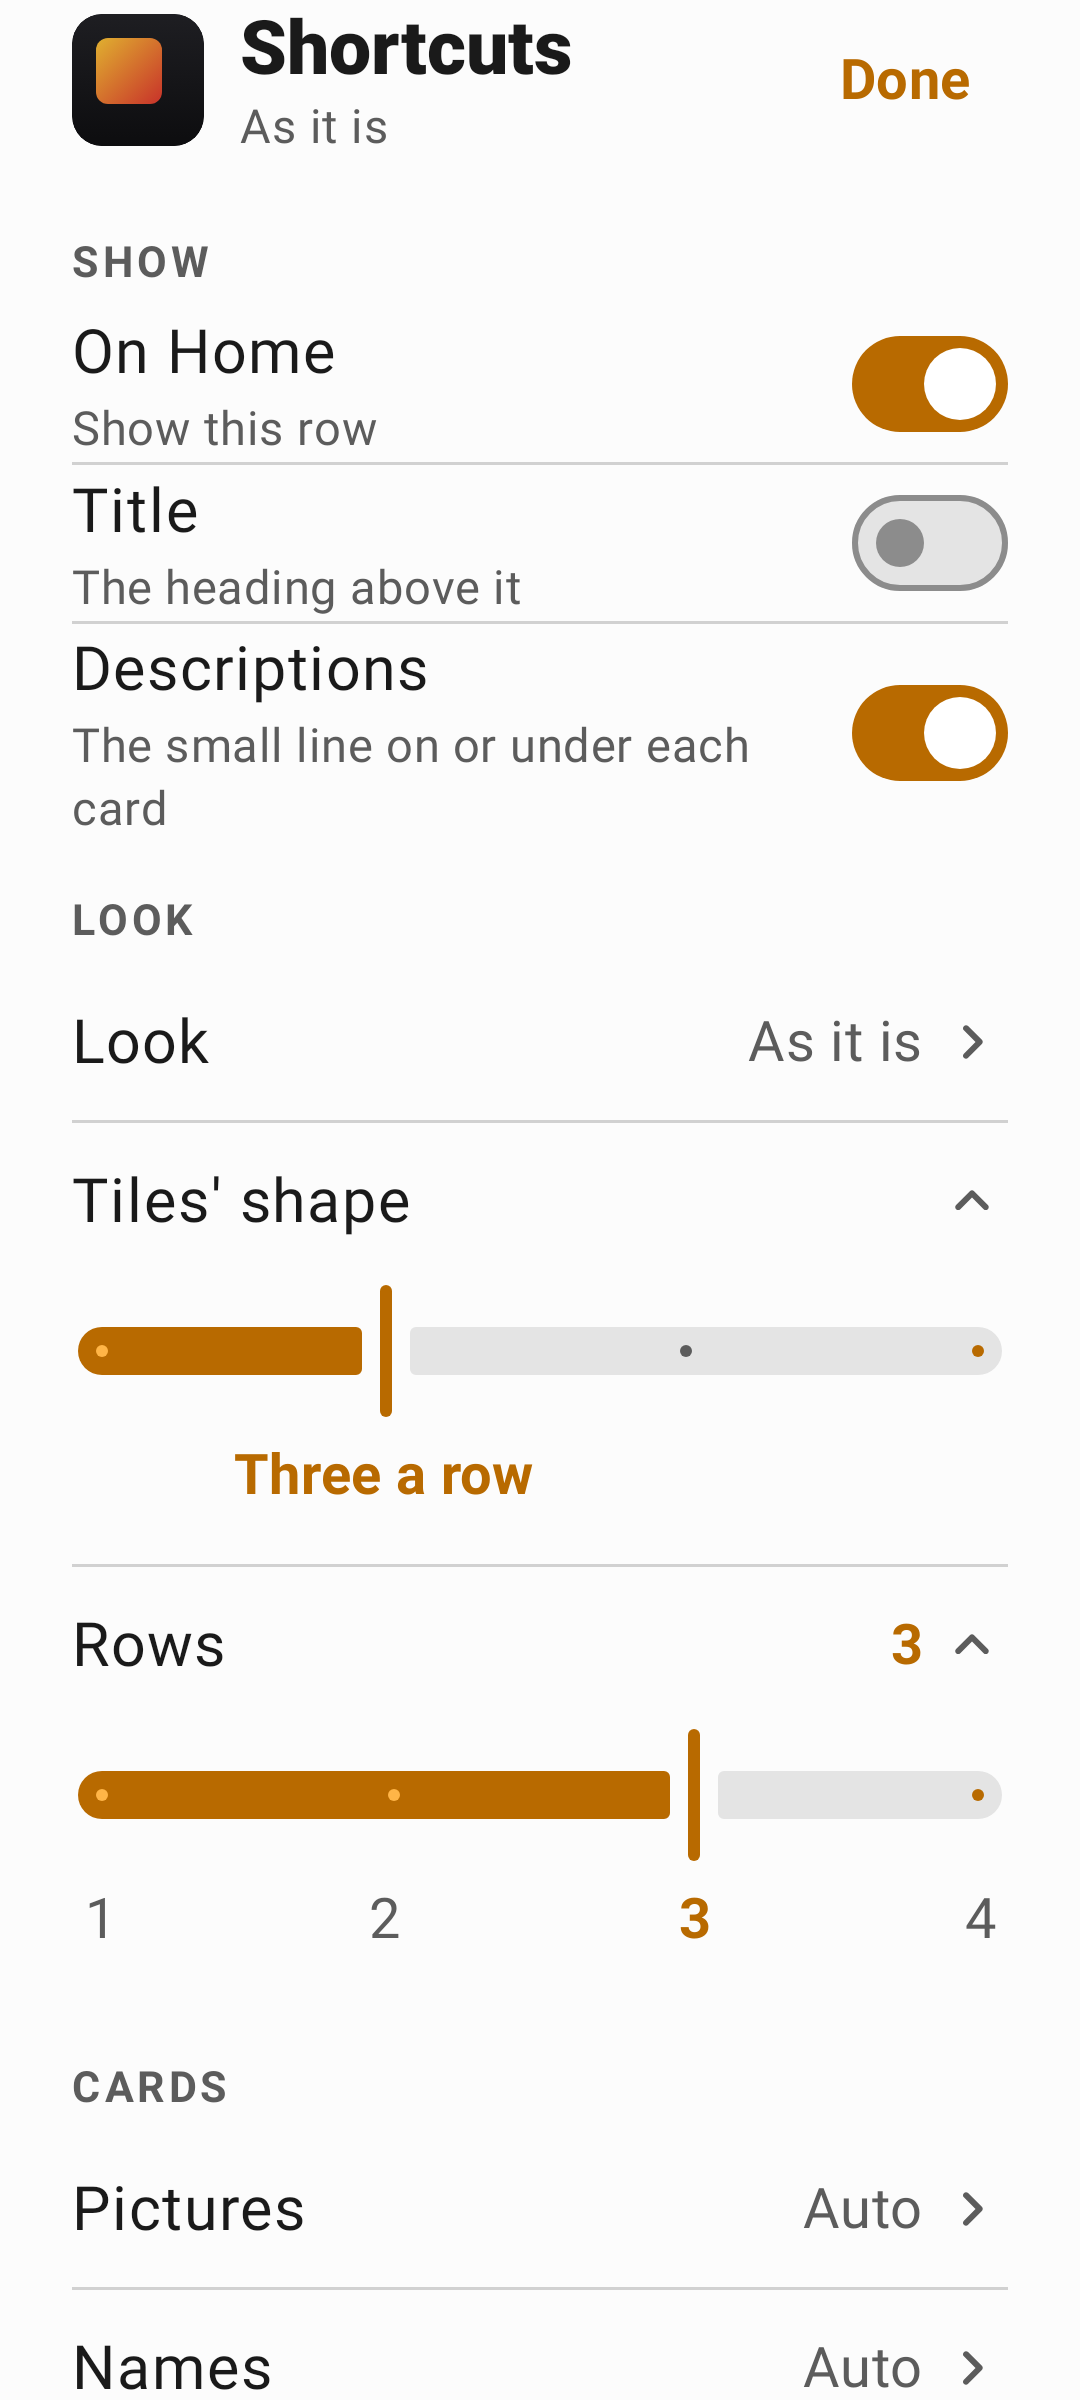 Shortcuts
As it is
Done
SHOW
On Home
Show this row
Title
The heading above it
Descriptions
The small line on or under each
card
LOOK
Look
As it is
Tiles' shape
Three a row
Rows
3
1 2 3 4
CARDS
Pictures
Auto
Names
Auto